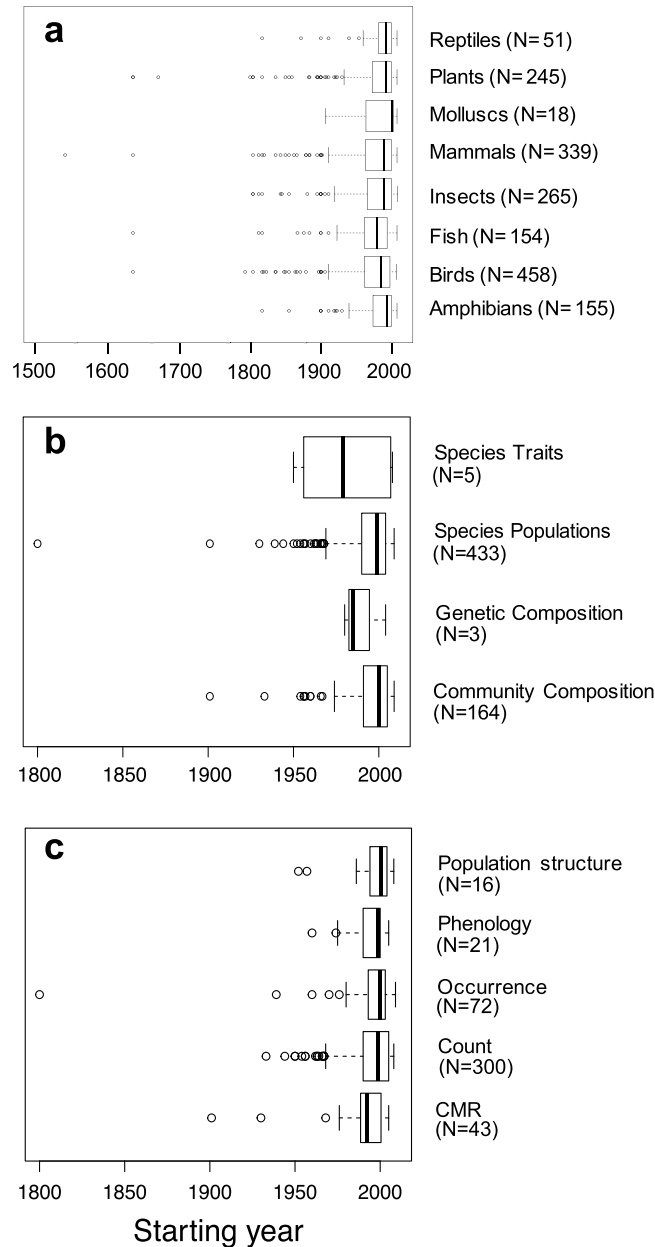 a
Reptiles (N=51)
Plants (N=245)
Molluscs (N=18)
Mammals (N=339)
Insects (N=265)
Fish (N=154)
Birds (N=458)
Amphibians (N=155)
1500 1600 1700 1800 1900 2000
b
Species Traits
(N=5)
Species Populations
(N=433)
Genetic Composition
(N=3)
Community Composition
(N=164)
1800 1850 1900 1950 2000
c
Population structure
(N=16)
Phenology
(N=21)
Occurrence
(N=72)
Count
(N=300)
CMR
(N=43)
1800 1850 1900 1950 2000
Starting year